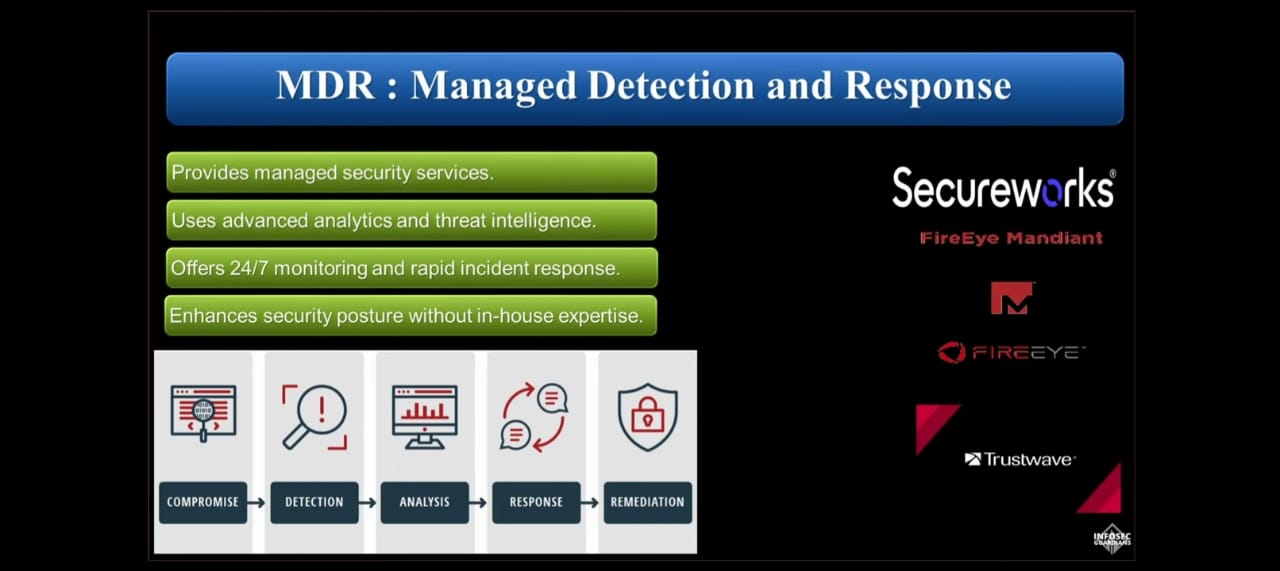 MDR : Managed Detection and Response
Provides managed security services.
Uses advanced analytics and threat intelligence.
Offers 24/7 monitoring and rapid incident response.
Enhances security posture without in-house expertise.
Secureworks®
FireEye Mandiant
FIREEYE™
Trustwave
COMPROMISE
DETECTION
ANALYSIS
RESPONSE
REMEDIATION
INFOSEC
GUARDIANS